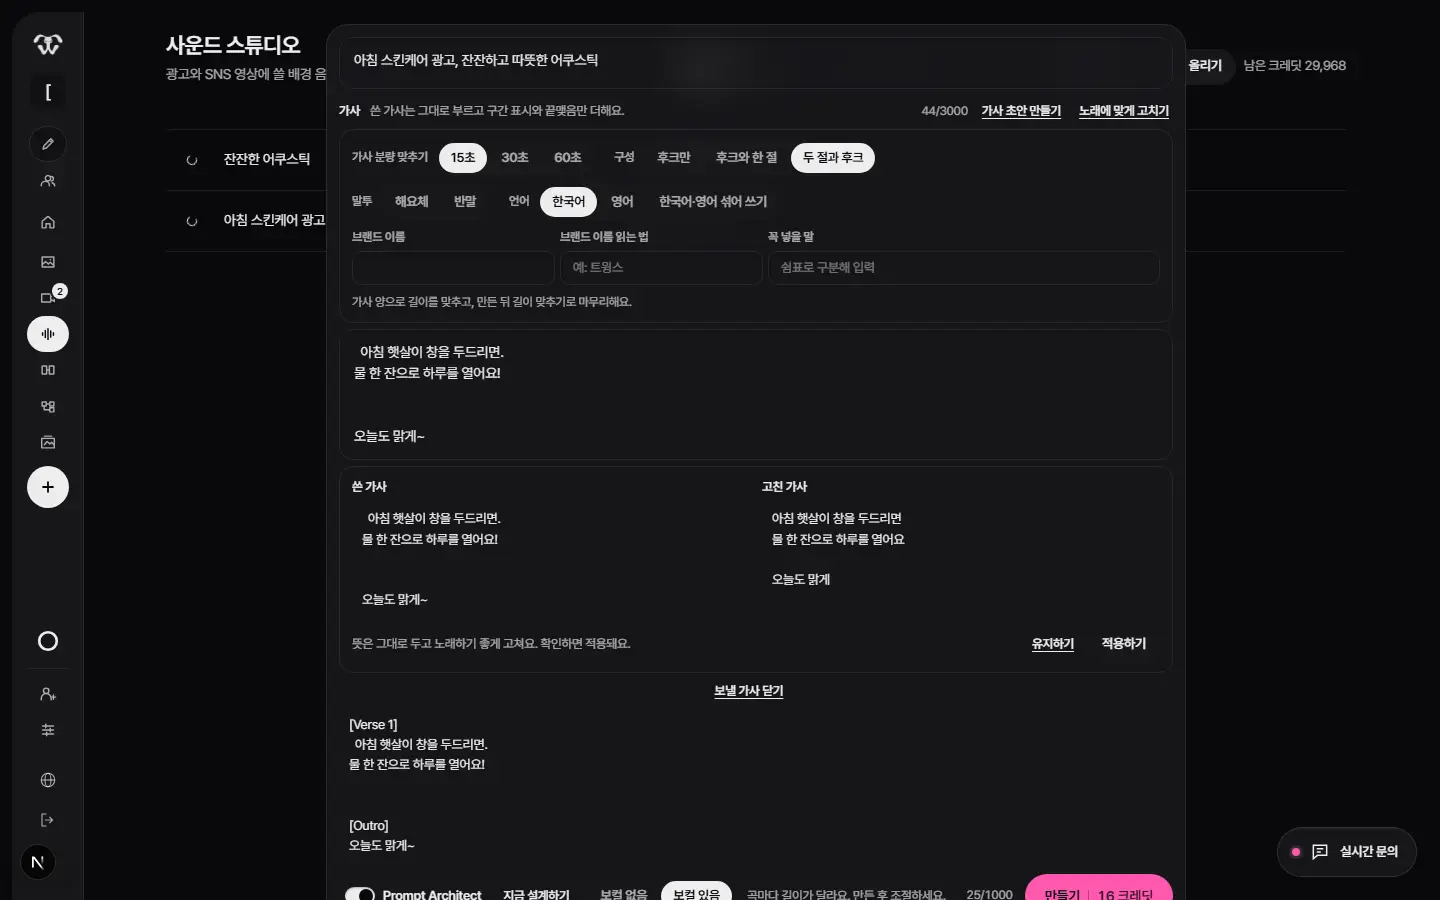 사운드 스튜디오
광고와 SNS 영상에 쓸 배경 음
올리기
남은 크레딧 29,968
[
2
잔잔한 어쿠스틱
아침 스킨케어 광고
아침 스킨케어 광고, 잔잔하고 따뜻한 어쿠스틱
가사 쓴 가사는 그대로 부르고 구간 표시와 끝맺음만 더해요. 44/3000 가사 초안 만들기 노래에 맞게 고치기
가사 분량 맞추기 15초 30초 60초 구성 후크만 후크와 한 절 두 절과 후크
말투 해요체 반말 언어 한국어 영어 한국어·영어 섞어 쓰기
브랜드 이름 브랜드 이름 읽는 법 꼭 넣을 말
예: 트윙스 쉼표로 구분해 입력
가사 양으로 길이를 맞추고, 만든 뒤 길이 맞추기로 마무리해요.
아침 햇살이 창을 두드리면.
물 한 잔으로 하루를 열어요!
오늘도 맑게~
쓴 가사
아침 햇살이 창을 두드리면.
물 한 잔으로 하루를 열어요!
오늘도 맑게~
고친 가사
아침 햇살이 창을 두드리면
물 한 잔으로 하루를 열어요
오늘도 맑게
뜻은 그대로 두고 노래하기 좋게 고쳐요. 확인하면 적용돼요. 유지하기 적용하기
보낼 가사 닫기
[Verse 1]
아침 햇살이 창을 두드리면.
물 한 잔으로 하루를 열어요!
[Outro]
오늘도 맑게~
Prompt Architect 지금 설계하기 보컬 없음 보컬 있음 곡마다 길이가 달라요. 만든 후 조절하세요. 25/1000 만들기 16 크레딧
실시간 문의
N